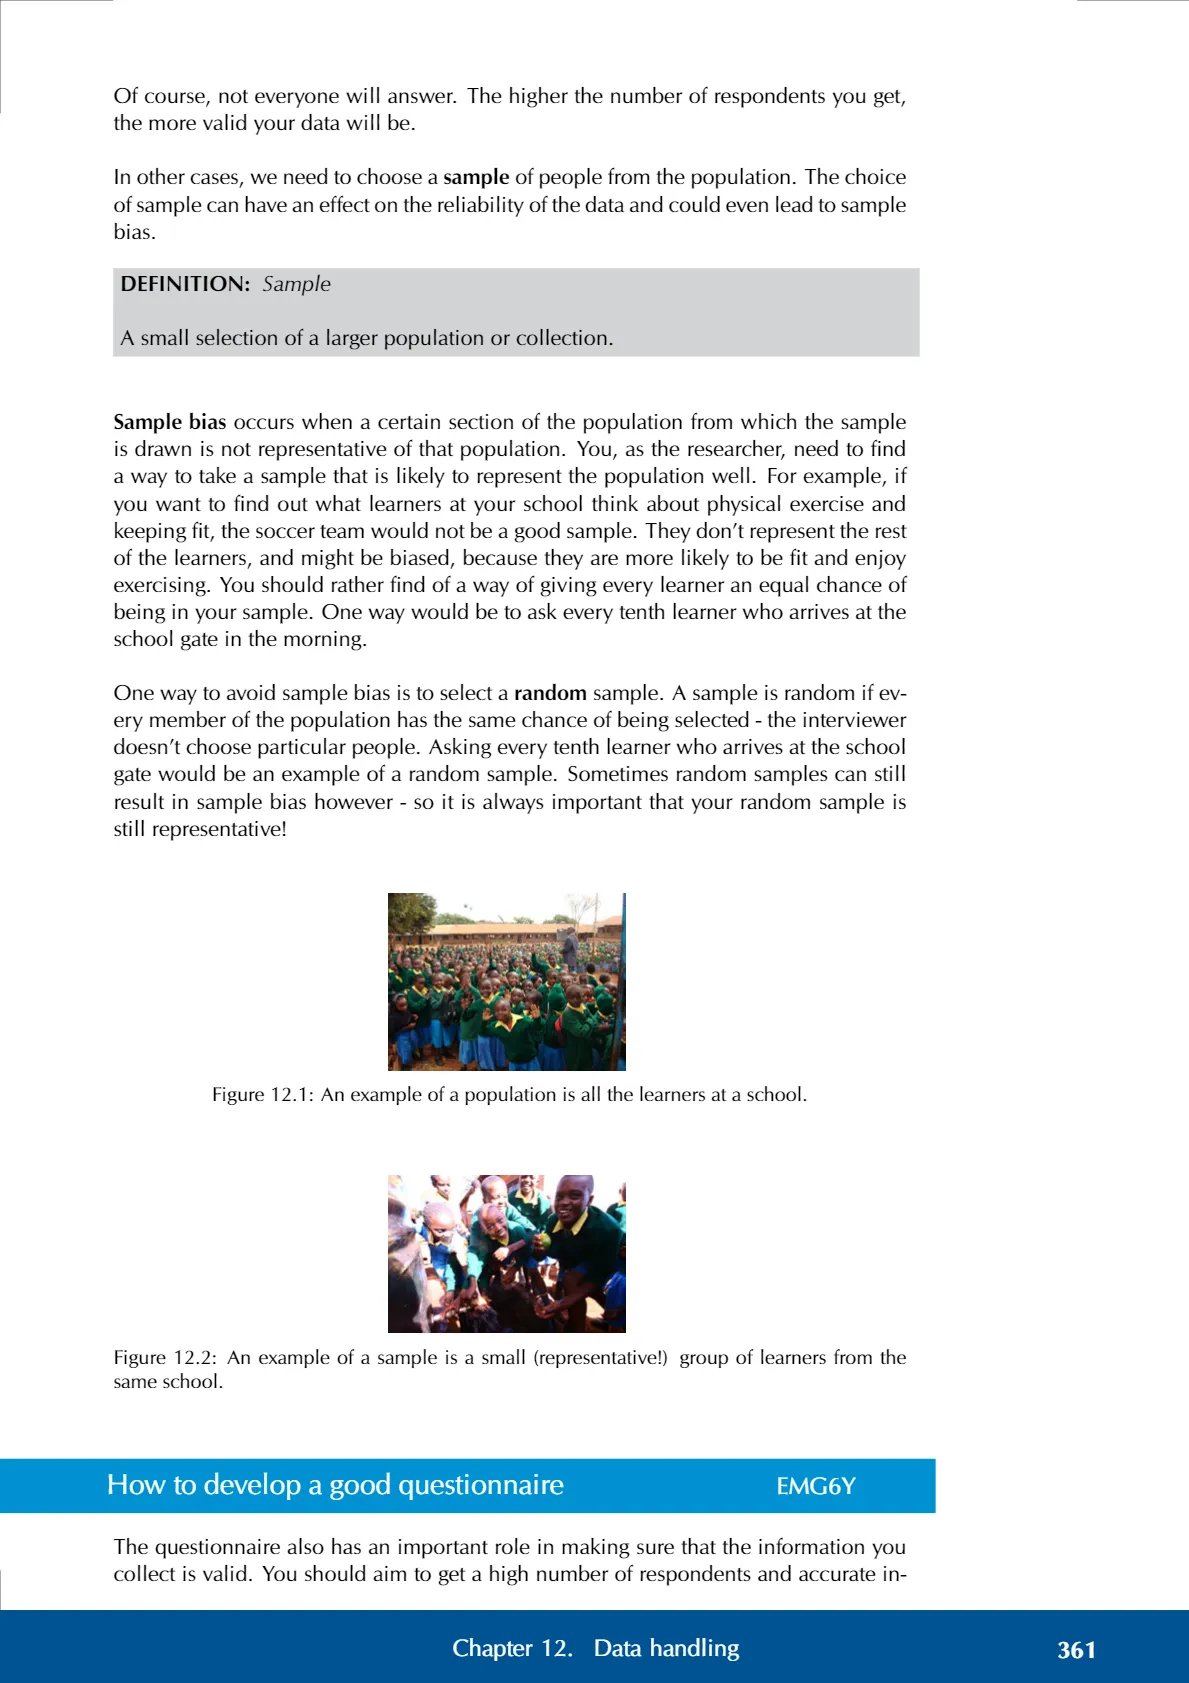 Of course, not everyone will answer. The higher the number of respondents you get,
the more valid your data will be.
In other cases, we need to choose a sample of people from the population. The choice
of sample can have an effect on the reliability of the data and could even lead to sample
bias.
DEFINITION: Sample
A small selection of a larger population or collection.
Sample bias occurs when a certain section of the population from which the sample
is drawn is not representative of that population. You, as the researcher, need to find
a way to take a sample that is likely to represent the population well. For example, if
you want to find out what learners at your school think about physical exercise and
keeping fit, the soccer team would not be a good sample. They don't represent the rest
of the learners, and might be biased, because they are more likely to be fit and enjoy
exercising. You should rather find of a way of giving every learner an equal chance of
being in your sample. One way would be to ask every tenth learner who arrives at the
school gate in the morning.
One way to avoid sample bias is to select a random sample. A sample is random if ev-
ery member of the population has the same chance of being selected - the interviewer
doesn't choose particular people. Asking every tenth learner who arrives at the school
gate would be an example of a random sample. Sometimes random samples can still
result in sample bias however - so it is always important that your random sample is
still representative!
Figure 12.1: An example of a population is all the learners at a school.
Figure 12.2: An example of a sample is a small (representative!) group of learners from the
same school.
How to develop a good questionnaire EMG6Y
The questionnaire also has an important role in making sure that the information you
collect is valid. You should aim to get a high number of respondents and accurate in-
Chapter 12. Data handling 361